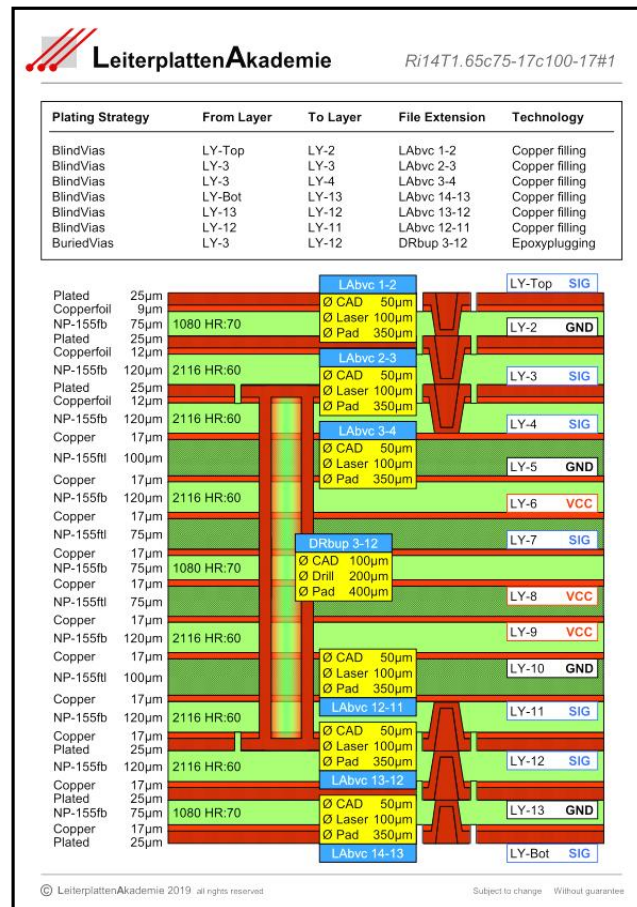 LeiterplattenAkademie
Ri14T1.65c75-17c100-17#1
Plating Strategy From Layer To Layer File Extension Technology
BlindVias LY-Top LY-2 LAbvc 1-2 Copper filling
BlindVias LY-3 LY-3 LAbvc 2-3 Copper filling
BlindVias LY-3 LY-4 LAbvc 3-4 Copper filling
BlindVias LY-Bot LY-13 LAbvc 14-13 Copper filling
BlindVias LY-13 LY-12 LAbvc 13-12 Copper filling
BlindVias LY-12 LY-11 LAbvc 12-11 Copper filling
BuriedVias LY-3 LY-12 DRbup 3-12 Epoxyplugging
Plated 25µm
Copperfoil 9µm
NP-155fb 75µm 1080 HR:70
Plated 25µm
Copperfoil 12µm
NP-155fb 120µm 2116 HR:60
Plated 25µm
Copperfoil 12µm
NP-155fb 120µm 2116 HR:60
Copper 17µm
NP-155ftl 100µm
Copper 17µm
NP-155fb 120µm 2116 HR:60
Copper 17µm
NP-155ftl 75µm
Copper 17µm
NP-155fb 75µm 1080 HR:70
Copper 17µm
NP-155ftl 75µm
Copper 17µm
NP-155fb 120µm 2116 HR:60
Copper 17µm
NP-155ftl 100µm
Copper 17µm
NP-155fb 120µm 2116 HR:60
Copper 17µm
Plated 25µm
NP-155fb 120µm 2116 HR:60
Copper 17µm
Plated 25µm
NP-155fb 75µm 1080 HR:70
Copper 17µm
Plated 25µm
LAbvc 1-2
Ø CAD 50µm
Ø Laser 100µm
Ø Pad 350µm
LAbvc 2-3
Ø CAD 50µm
Ø Laser 100µm
Ø Pad 350µm
LAbvc 3-4
Ø CAD 50µm
Ø Laser 100µm
Ø Pad 350µm
DRbup 3-12
Ø CAD 100µm
Ø Drill 200µm
Ø Pad 400µm
Ø CAD 50µm
Ø Laser 100µm
Ø Pad 350µm
LAbvc 12-11
Ø CAD 50µm
Ø Laser 100µm
Ø Pad 350µm
LAbvc 13-12
Ø CAD 50µm
Ø Laser 100µm
Ø Pad 350µm
LAbvc 14-13
LY-Top SIG
LY-2 GND
LY-3 SIG
LY-4 SIG
LY-5 GND
LY-6 VCC
LY-7 SIG
LY-8 VCC
LY-9 VCC
LY-10 GND
LY-11 SIG
LY-12 SIG
LY-13 GND
LY-Bot SIG
© LeiterplattenAkademie 2019 all rights reserved
Subject to change Without guarantee